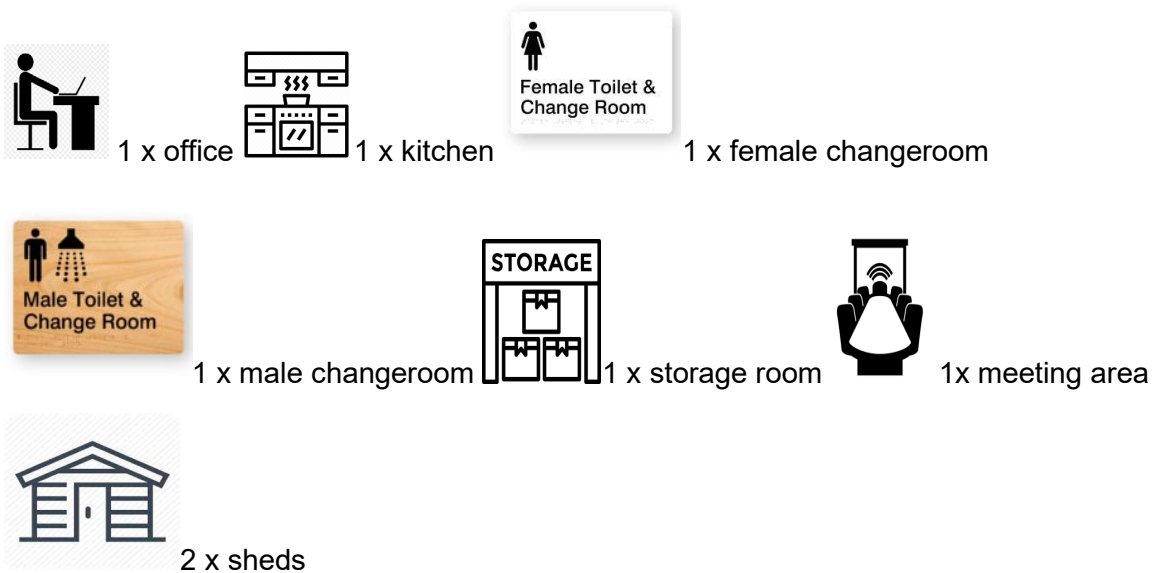 Female Toilet &
Change Room
1 x office 1 x kitchen 1 x female changeroom
Male Toilet &
Change Room
STORAGE
1 x male changeroom 1 x storage room 1x meeting area
2 x sheds